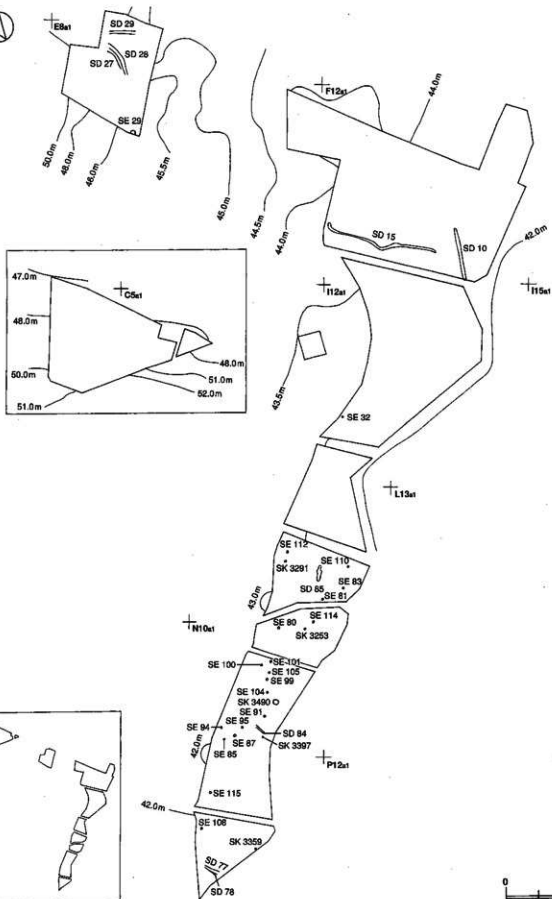 E8a1
SD 29
SD 28
SD 27
SE 29
50.0m
48.0m
46.0m
45.5m
45.0m
44.5m
44.0m
F12a1
44.0m
SD 15
SD 10
42.0m
47.0m
C5a1
48.0m
50.0m
51.0m
48.0m
51.0m
52.0m
I12a1
I15a1
43.5m
SE 32
L13a1
SE 112
SE 110
SK 3291
SE 83
SD 85
SE 81
43.0m
N10a1
SE 80
SE 114
SK 3253
SE 100
SE 101
SE 105
SE 99
SE 104
SK 3490
SE 91
SE 94
SE 95
SD 84
SE 87
SK 3397
42.0m
SE 85
P12a1
SE 115
42.0m
SE 108
SK 3359
SD 77
SD 78
0